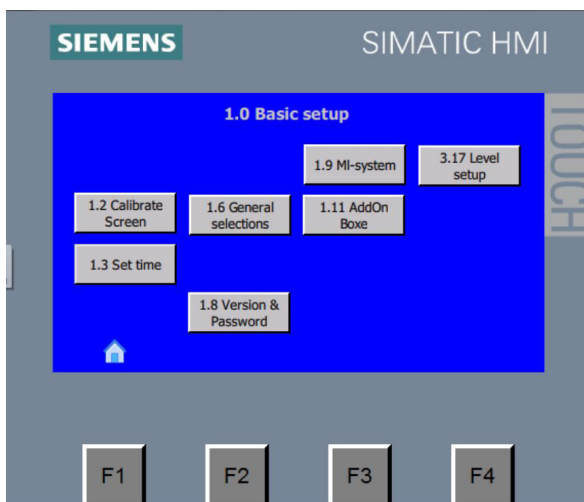 SIEMENS
SIMATIC HMI
TOUCH
1.0 Basic setup
1.9 MI-system
3.17 Level
setup
1.2 Calibrate
Screen
1.6 General
selections
1.11 AddOn
Boxe
1.3 Set time
1.8 Version &
Password
F1
F2
F3
F4